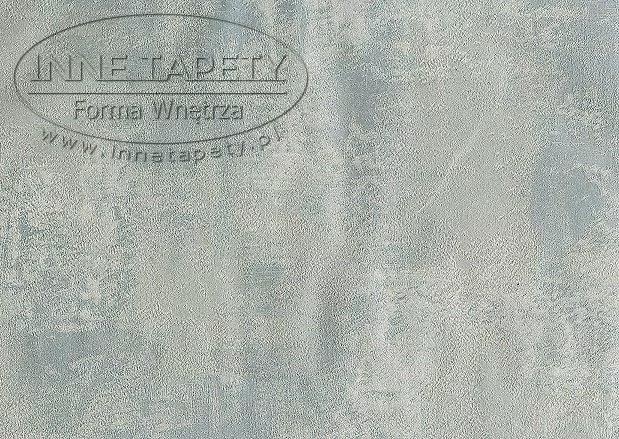 INNE TAPETY
Forma Wnętrza
www.innetapety.pl